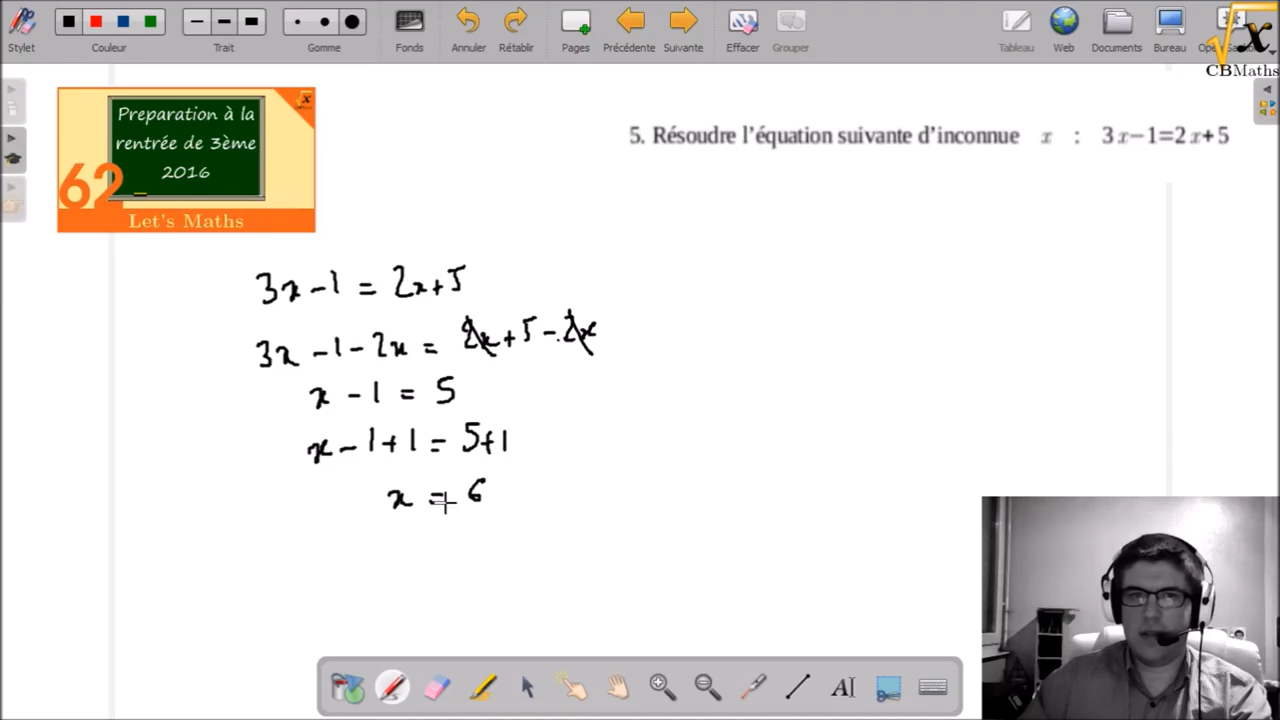 Couleur
Trait
Gomme
Fonds
Annuler
Rétablir
Pages
Précédente
Suivante
Effacer
Grouper
Tableau
Web
Documents
Bureau
Stylet
CBMaths
Preparation à la
rentrée de 3ème
2016
62
Let's Maths
5. Résoudre l'équation suivante d'inconnue x : 3x−1=2x+5
3x − 1 = 2x + 5
3x − 1 − 2x = 2x + 5 − 2x
x − 1 = 5
x − 1 + 1 = 5 + 1
x = 6
AI